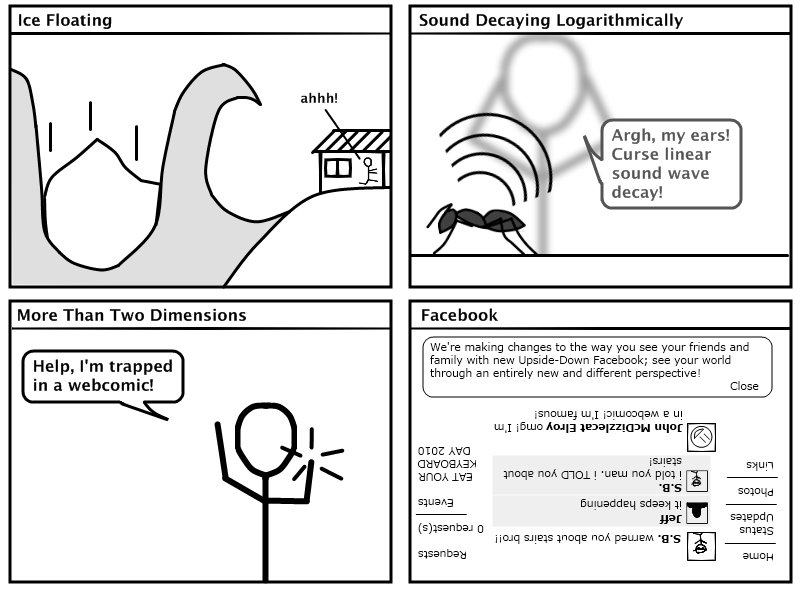 Ice Floating
ahhh!
Sound Decaying Logarithmically
Argh, my ears!
Curse linear
sound wave
decay!
More Than Two Dimensions
Help, I'm trapped
in a webcomic!
Facebook
We're making changes to the way you see your friends and
family with new Upside-Down Facebook; see your world
through an entirely new and different perspective!
Close
Home
Status
Updates
Photos
Links
S.B. warned you about stairs bro!!
Jeff
it keeps happening
S.B.
i told you man. i TOLD you about
stairs!
John McDizzlecat Elroy omg! I'm
in a webcomic! I'm famous!
Requests
0 request(s)
Events
EAT YOUR
KEYBOARD
DAY 2010